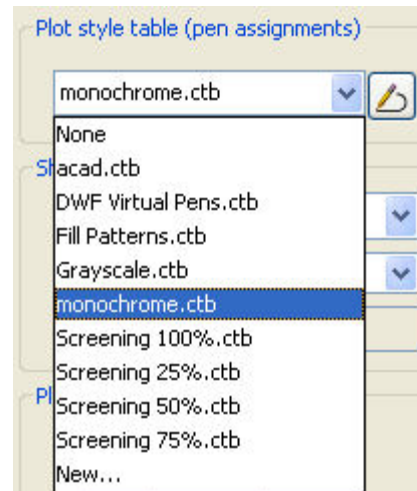 Plot style table (pen assignments)
monochrome.ctb
None
acad.ctb
DWF Virtual Pens.ctb
Fill Patterns.ctb
Grayscale.ctb
monochrome.ctb
Screening 100%.ctb
Screening 25%.ctb
Screening 50%.ctb
Screening 75%.ctb
New...